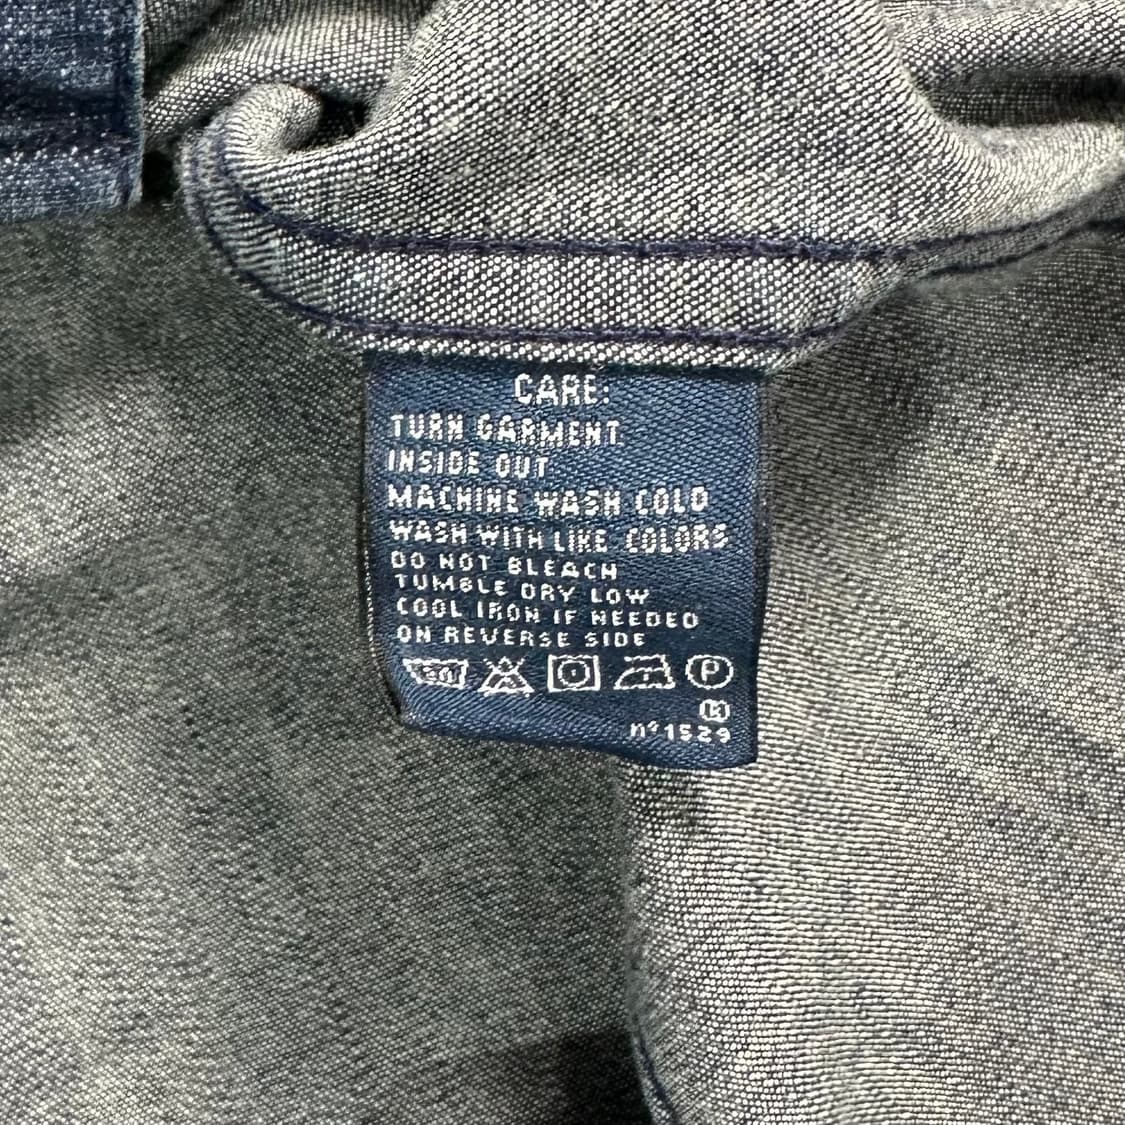 CARE:
TURN GARMENT
INSIDE OUT
MACHINE WASH COLD
WASH WITH LIKE COLORS
DO NOT BLEACH
TUMBLE DRY LOW
COOL IRON IF NEEDED
ON REVERSE SIDE
P
nº1529